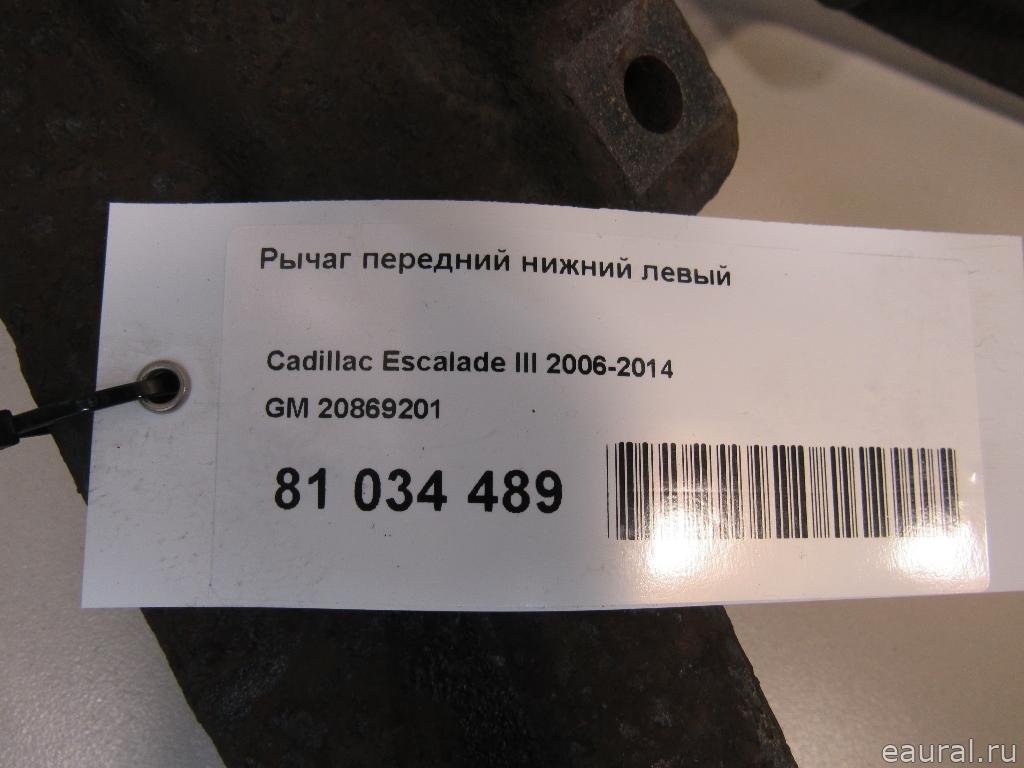 Рычаг передний нижний левый
Cadillac Escalade III 2006-2014
GM 20869201
81 034 489
eaural.ru